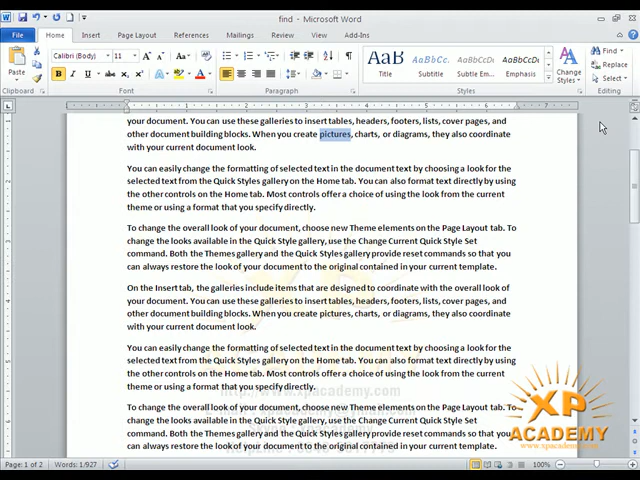 find - Microsoft Word
File Home Insert Page Layout References Mailings Review View Add-Ins
Calibri (Body) 11
Paste
B I U
AaB AaBbCc. AaBbCcDc AaBbCcDc
Title Subtitle Subtle Em... Emphasis
Change Styles
Find
Replace
Select
Clipboard Font Paragraph Styles Editing
your document. You can use these galleries to insert tables, headers, footers, lists, cover pages, and
other document building blocks. When you create pictures, charts, or diagrams, they also coordinate
with your current document look.
You can easily change the formatting of selected text in the document text by choosing a look for the
selected text from the Quick Styles gallery on the Home tab. You can also format text directly by using
the other controls on the Home tab. Most controls offer a choice of using the look from the current
theme or using a format that you specify directly.
To change the overall look of your document, choose new Theme elements on the Page Layout tab. To
change the looks available in the Quick Style gallery, use the Change Current Quick Style Set
command. Both the Themes gallery and the Quick Styles gallery provide reset commands so that you
can always restore the look of your document to the original contained in your current template.
On the Insert tab, the galleries include items that are designed to coordinate with the overall look of
your document. You can use these galleries to insert tables, headers, footers, lists, cover pages, and
other document building blocks. When you create pictures, charts, or diagrams, they also coordinate
with your current document look.
You can easily change the formatting of selected text in the document text by choosing a look for the
selected text from the Quick Styles gallery on the Home tab. You can also format text directly by using
the other controls on the Home tab. Most controls offer a choice of using the look from the current
theme or using a format that you specify directly.
http://www.xpacademy.com
To change the overall look of your document, choose new Theme elements on the Page Layout tab. To
change the looks available in the Quick Style gallery, use the Change Current Quick Style Set
command. Both the Themes gallery and the Quick Styles gallery provide reset commands so that you
can always restore the look of your document to the original contained in your current template.
XP
ACADEMY
www.xpacademy.com
Page: 1 of 2 Words: 1/927 100%